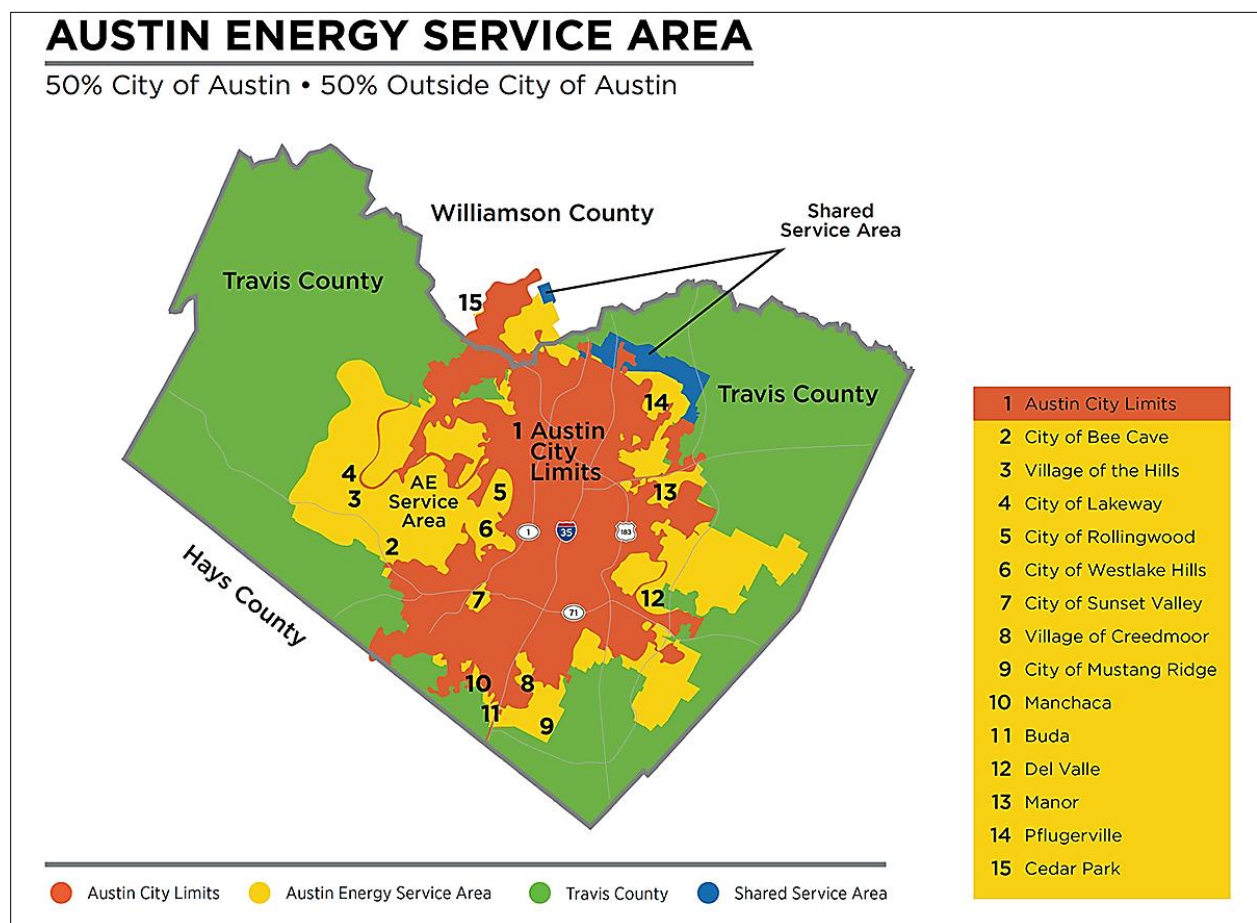 AUSTIN ENERGY SERVICE AREA
50% City of Austin • 50% Outside City of Austin
Williamson County
Shared
Service Area
Travis County
15
Travis County
14
1 Austin
City
Limits
4
3
AE
Service
Area
5
13
6
2
1
35
183
Hays County
7
12
71
10
8
11
9
1 Austin City Limits
2 City of Bee Cave
3 Village of the Hills
4 City of Lakeway
5 City of Rollingwood
6 City of Westlake Hills
7 City of Sunset Valley
8 Village of Creedmoor
9 City of Mustang Ridge
10 Manchaca
11 Buda
12 Del Valle
13 Manor
14 Pflugerville
15 Cedar Park
Austin City Limits
Austin Energy Service Area
Travis County
Shared Service Area